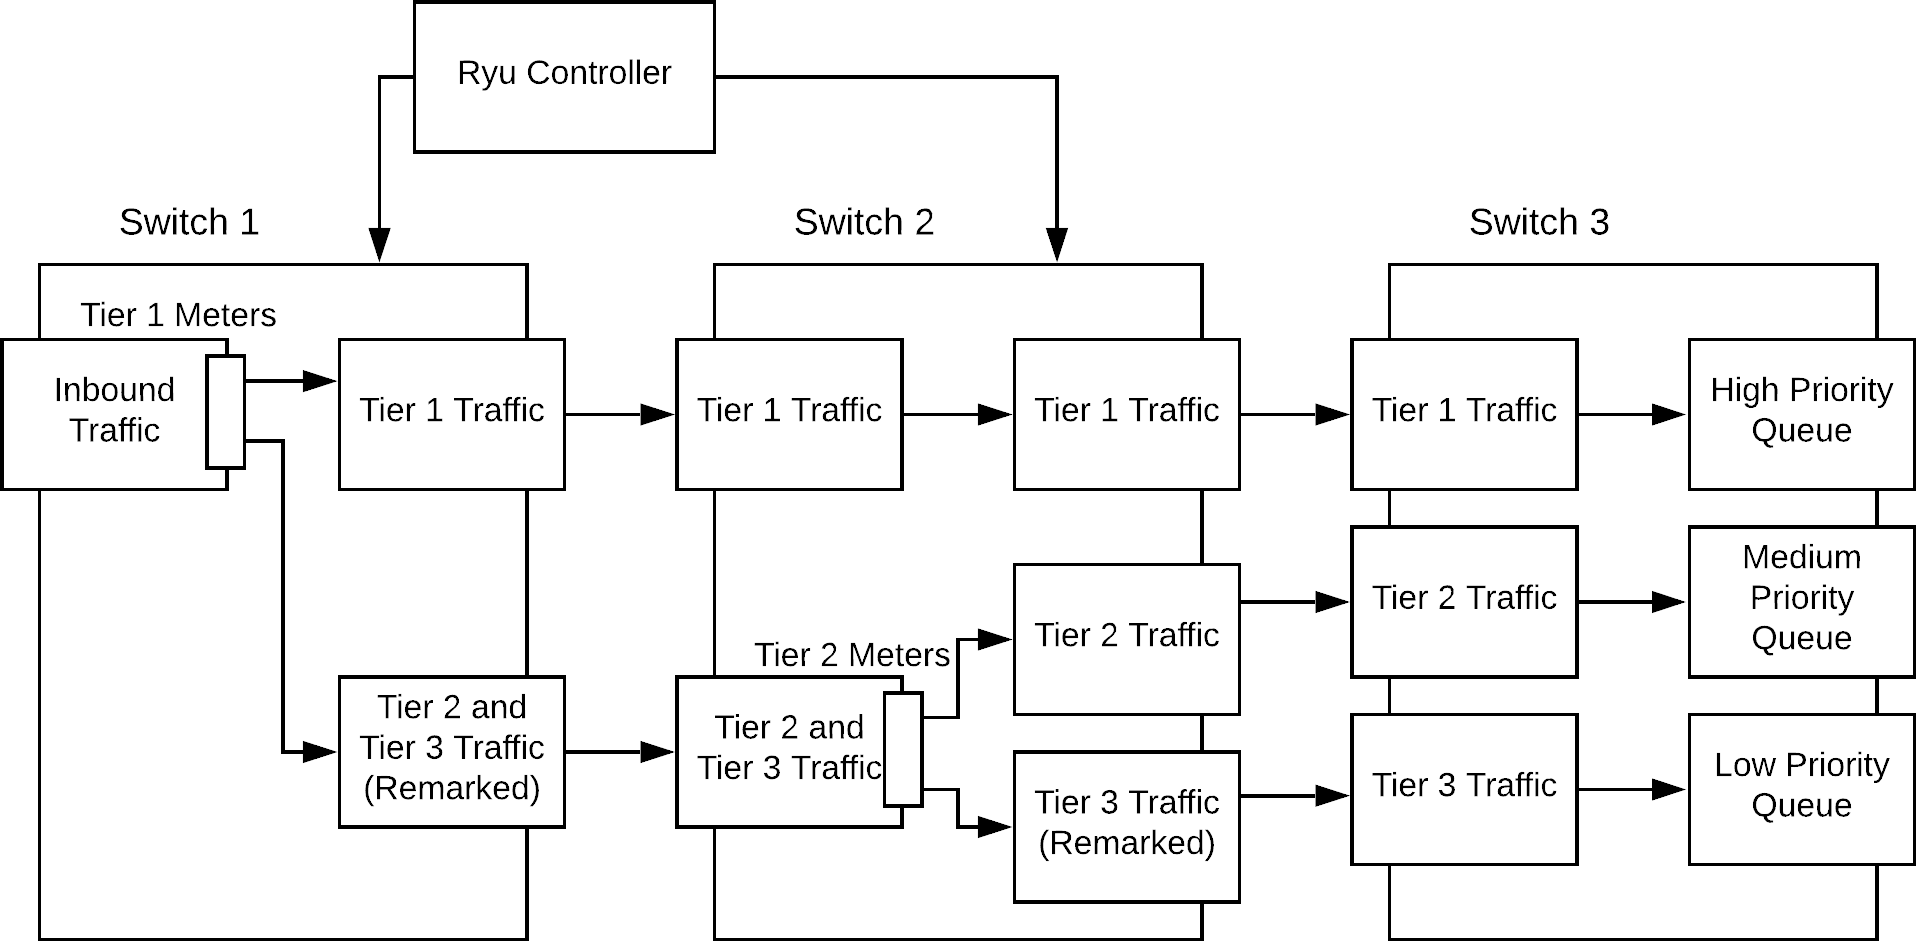 Ryu Controller
Switch 1
Switch 2
Switch 3
Tier 1 Meters
Inbound
Traffic
Tier 1 Traffic
Tier 1 Traffic
Tier 1 Traffic
Tier 1 Traffic
High Priority
Queue
Tier 2 and
Tier 3 Traffic
(Remarked)
Tier 2 Meters
Tier 2 and
Tier 3 Traffic
Tier 2 Traffic
Tier 3 Traffic
(Remarked)
Tier 2 Traffic
Medium
Priority
Queue
Tier 3 Traffic
Low Priority
Queue